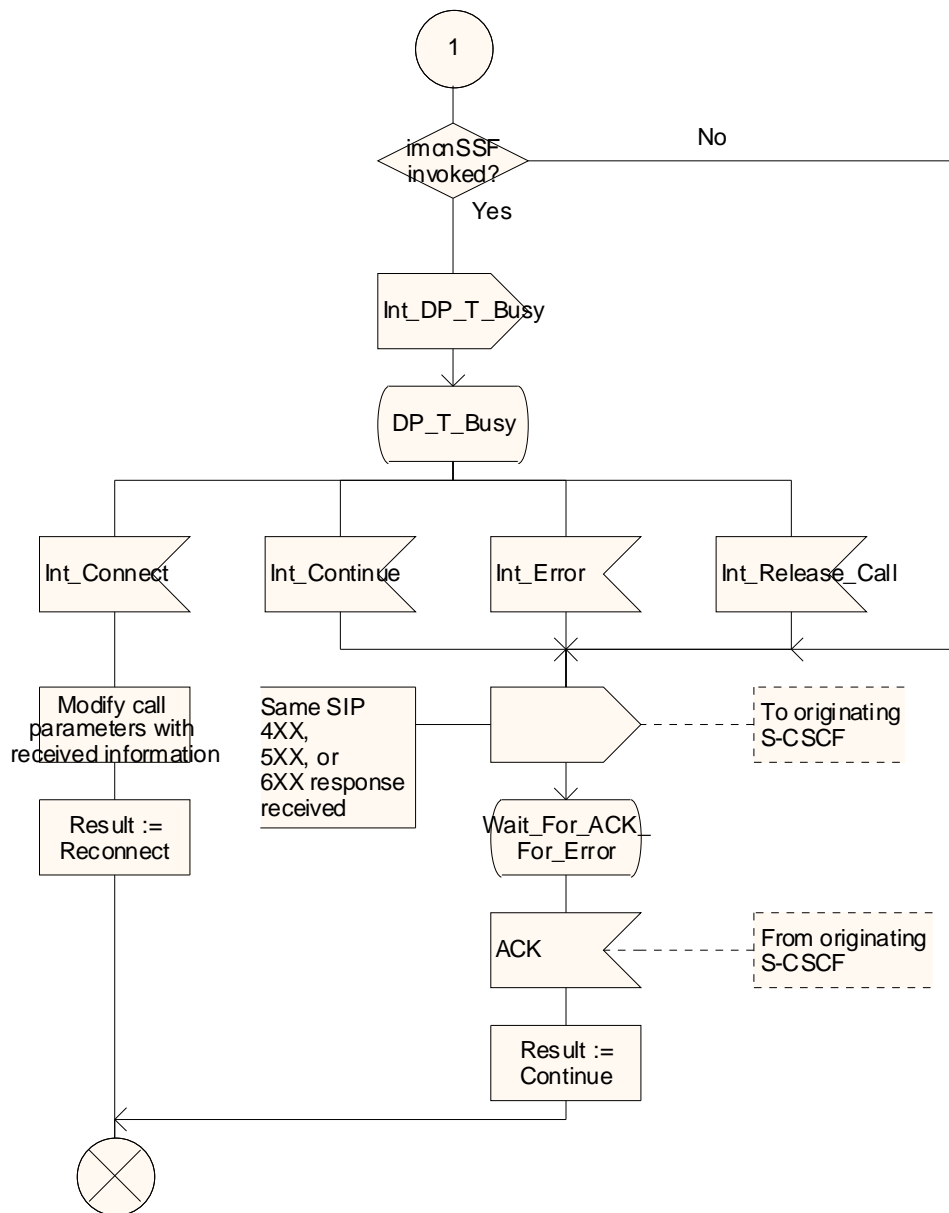 1
imcnSSF
invoked?
No
Yes
Int_DP_T_Busy
DP_T_Busy
Int_Connect
Int_Continue
Int_Error
Int_Release_Call
Modify call
parameters with
received information
Same SIP
4XX,
5XX, or
6XX response
received
To originating
S-CSCF
Result :=
Reconnect
Wait_For_ACK_
For_Error
ACK
From originating
S-CSCF
Result :=
Continue